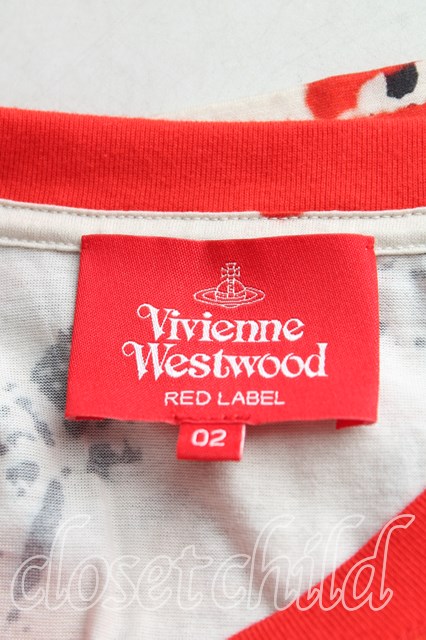 Vivienne
Westwood
RED LABEL
02
closetchild